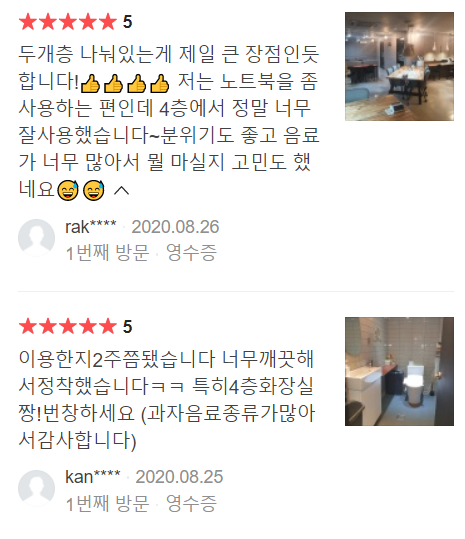 ★★★★★ 5
두개층 나눠있는게 제일 큰 장점인듯
합니다!👍👍👍👍 저는 노트북을 좀
사용하는 편인데 4층에서 정말 너무
잘사용했습니다~분위기도 좋고 음료
가 너무 많아서 뭘 마실지 고민도 했
네요😅😅 ㅅ
rak**** · 2020.08.26
1번째 방문 · 영수증
★★★★★ 5
이용한지2주쯤됐습니다 너무깨끗해
서정착했습니다ㅋㅋ 특히4층화장실
짱!번창하세요 (과자음료종류가많아
서감사합니다)
kan**** · 2020.08.25
1번째 방문 · 영수증